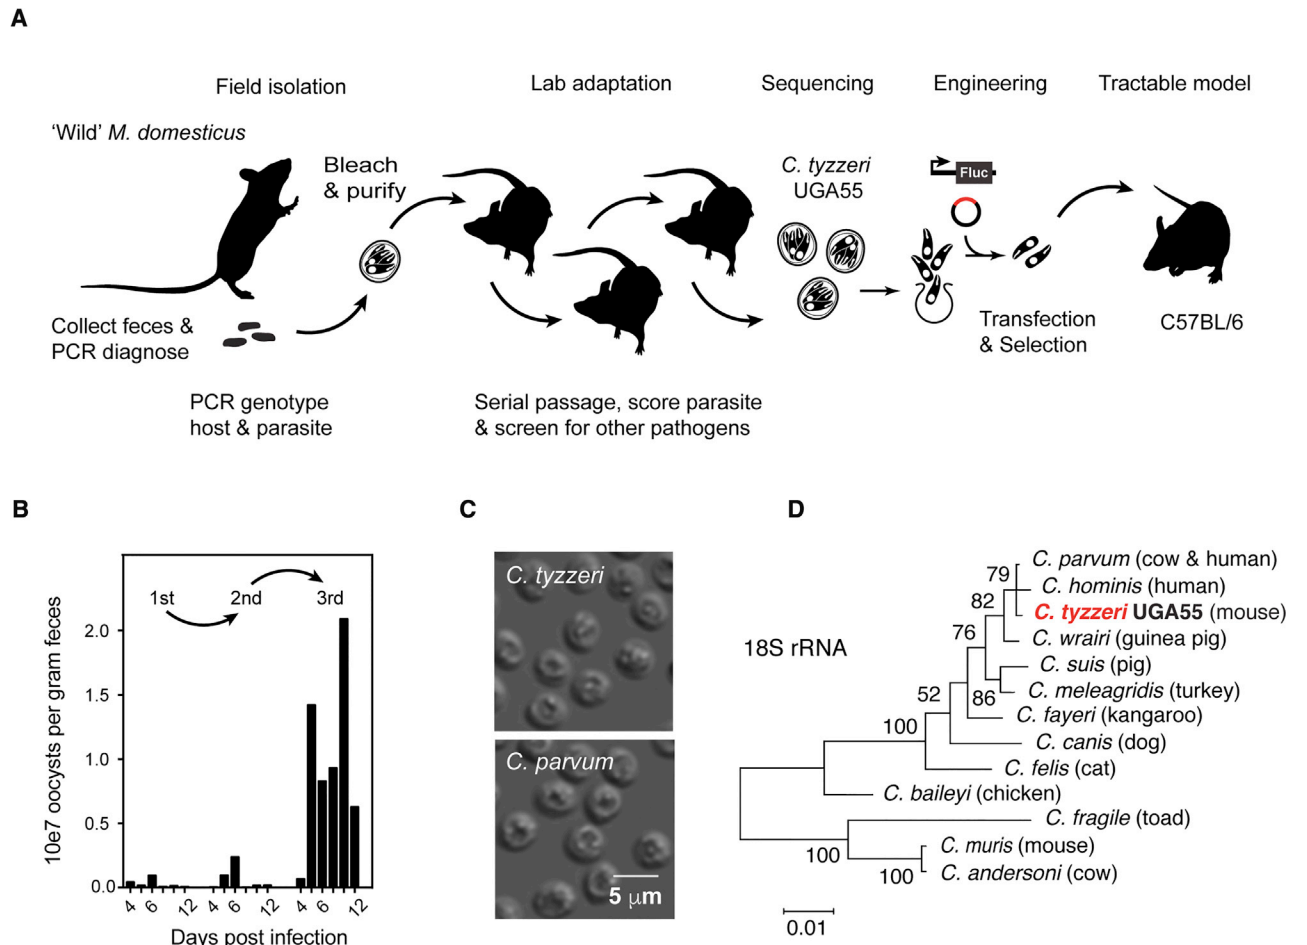 A
Field isolation
Lab adaptation
Sequencing
Engineering
Tractable model
‘Wild’ M. domesticus
Bleach
& purify
C. tyzzeri
UGA55
Fluc
Collect feces &
PCR diagnose
Transfection
& Selection
C57BL/6
PCR genotype
host & parasite
Serial passage, score parasite
& screen for other pathogens
B
10e7 oocysts per gram feces
1st
2nd
3rd
2.0
1.5
1.0
0.5
0.0
4 6 12 4 6 12 4 6 12
Days post infection
C
C. tyzzeri
C. parvum
5 μm
D
18S rRNA
C. parvum (cow & human)
79
C. hominis (human)
82
C. tyzzeri UGA55 (mouse)
76
C. wrairi (guinea pig)
C. suis (pig)
52
86
C. meleagridis (turkey)
C. fayeri (kangaroo)
100
C. canis (dog)
C. felis (cat)
C. baileyi (chicken)
C. fragile (toad)
100
C. muris (mouse)
100
C. andersoni (cow)
0.01